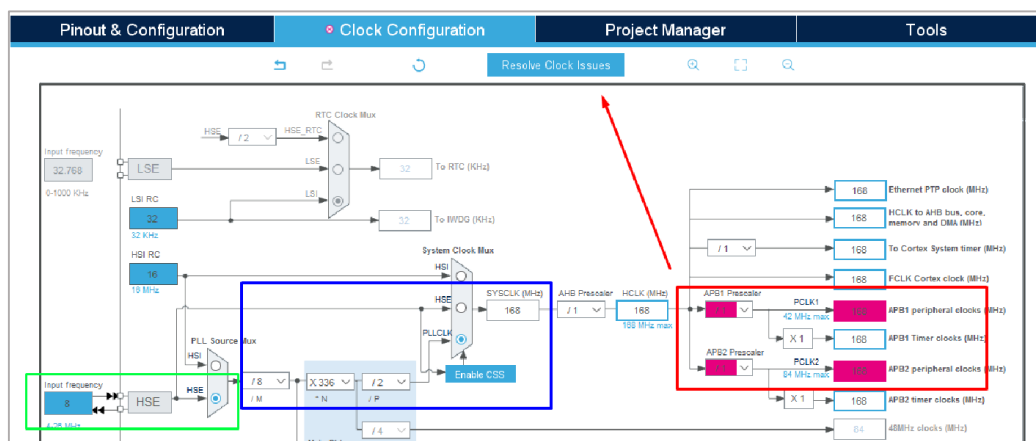 Pinout & Configuration
Clock Configuration
Project Manager
Tools
Resolve Clock Issues
RTC Clock Mux
HSE
/ 2
HSE_RTC
Input frequency
32.768
0-1000 KHz
LSE
LSE
32
To RTC (KHz)
LSI RC
32
32 KHz
LSI
32
To IWDG (KHz)
HSI RC
16
16 MHz
System Clock Mux
HSI
HSE
PLLCLK
SYSCLK (MHz)
168
AHB Prescaler
/ 1
HCLK (MHz)
168
168 MHz max
168
Ethernet PTP clock (MHz)
168
HCLK to AHB bus, core,
memory and DMA (MHz)
/ 1
168
To Cortex System timer (MHz)
168
FCLK Cortex clock (MHz)
APB1 Prescaler
PCLK1
42 MHz max
168
APB1 peripheral clocks (MHz)
X 1
168
APB1 Timer clocks (MHz)
APB2 Prescaler
PCLK2
84 MHz max
168
APB2 peripheral clocks (MHz)
X 1
168
APB2 timer clocks (MHz)
PLL Source Mux
HSI
HSE
Input frequency
8
4-26 MHz
HSE
/ 8
/ M
X 336
* N
/ 2
/ P
Enable CSS
/ 4
84
48MHz clocks (MHz)